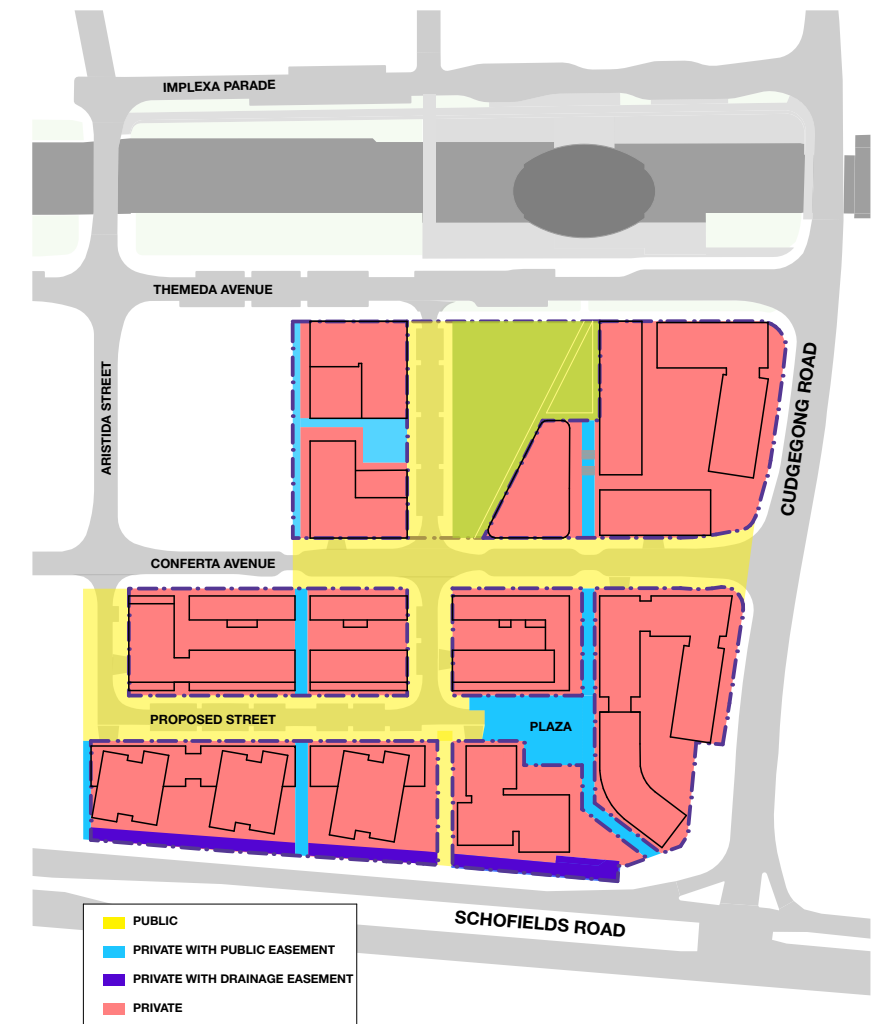 IMPLEXA PARADE
THEMEDA AVENUE
ARISTIDA STREET
CUDGEGONG ROAD
CONFERTA AVENUE
PROPOSED STREET
PLAZA
SCHOFIELDS ROAD
PUBLIC
PRIVATE WITH PUBLIC EASEMENT
PRIVATE WITH DRAINAGE EASEMENT
PRIVATE